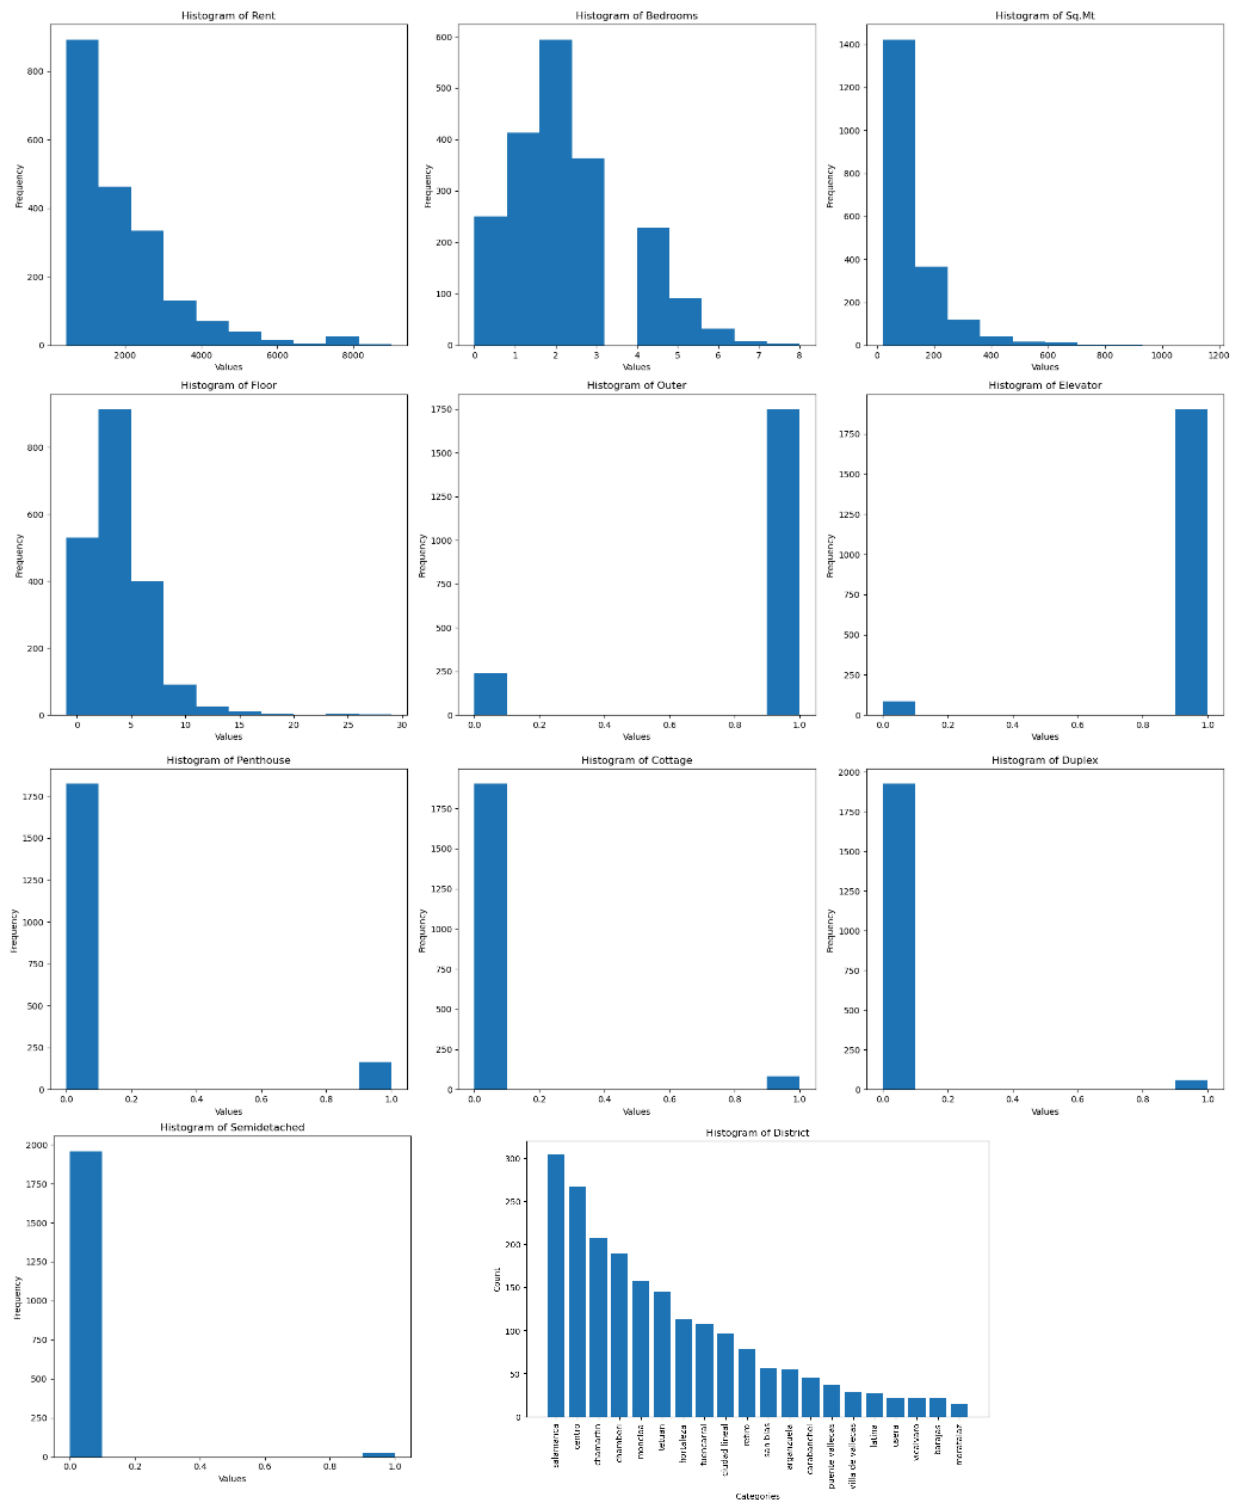 Histogram of Rent
Frequency
800
600
400
200
0
2000 4000 6000 8000
Values
Histogram of Bedrooms
Frequency
600
500
400
300
200
100
0
0 1 2 3 4 5 6 7 8
Values
Histogram of Sq.Mt
Frequency
1400
1200
1000
800
600
400
200
0
0 200 400 600 800 1000 1200
Values
Histogram of Floor
Frequency
800
600
400
200
0
0 5 10 15 20 25 30
Values
Histogram of Outer
Frequency
1750
1500
1250
1000
750
500
250
0
0.0 0.2 0.4 0.6 0.8 1.0
Values
Histogram of Elevator
Frequency
1750
1500
1250
1000
750
500
250
0
0.0 0.2 0.4 0.6 0.8 1.0
Values
Histogram of Penthouse
Frequency
1750
1500
1250
1000
750
500
250
0
0.0 0.2 0.4 0.6 0.8 1.0
Values
Histogram of Cottage
Frequency
1750
1500
1250
1000
750
500
250
0
0.0 0.2 0.4 0.6 0.8 1.0
Values
Histogram of Duplex
Frequency
2000
1750
1500
1250
1000
750
500
250
0
0.0 0.2 0.4 0.6 0.8 1.0
Values
Histogram of Semidetached
Frequency
2000
1750
1500
1250
1000
750
500
250
0
0.0 0.2 0.4 0.6 0.8 1.0
Values
Histogram of District
Count
300
250
200
150
100
50
0
salamanca
centro
chamartin
chamberi
moncloa
tetuan
hortaleza
fuencarral
ciudad lineal
retiro
san blas
arganzuela
carabanchel
puente vallecas
villa de vallecas
latina
usera
vicalvaro
barajas
moratalaz
Categories